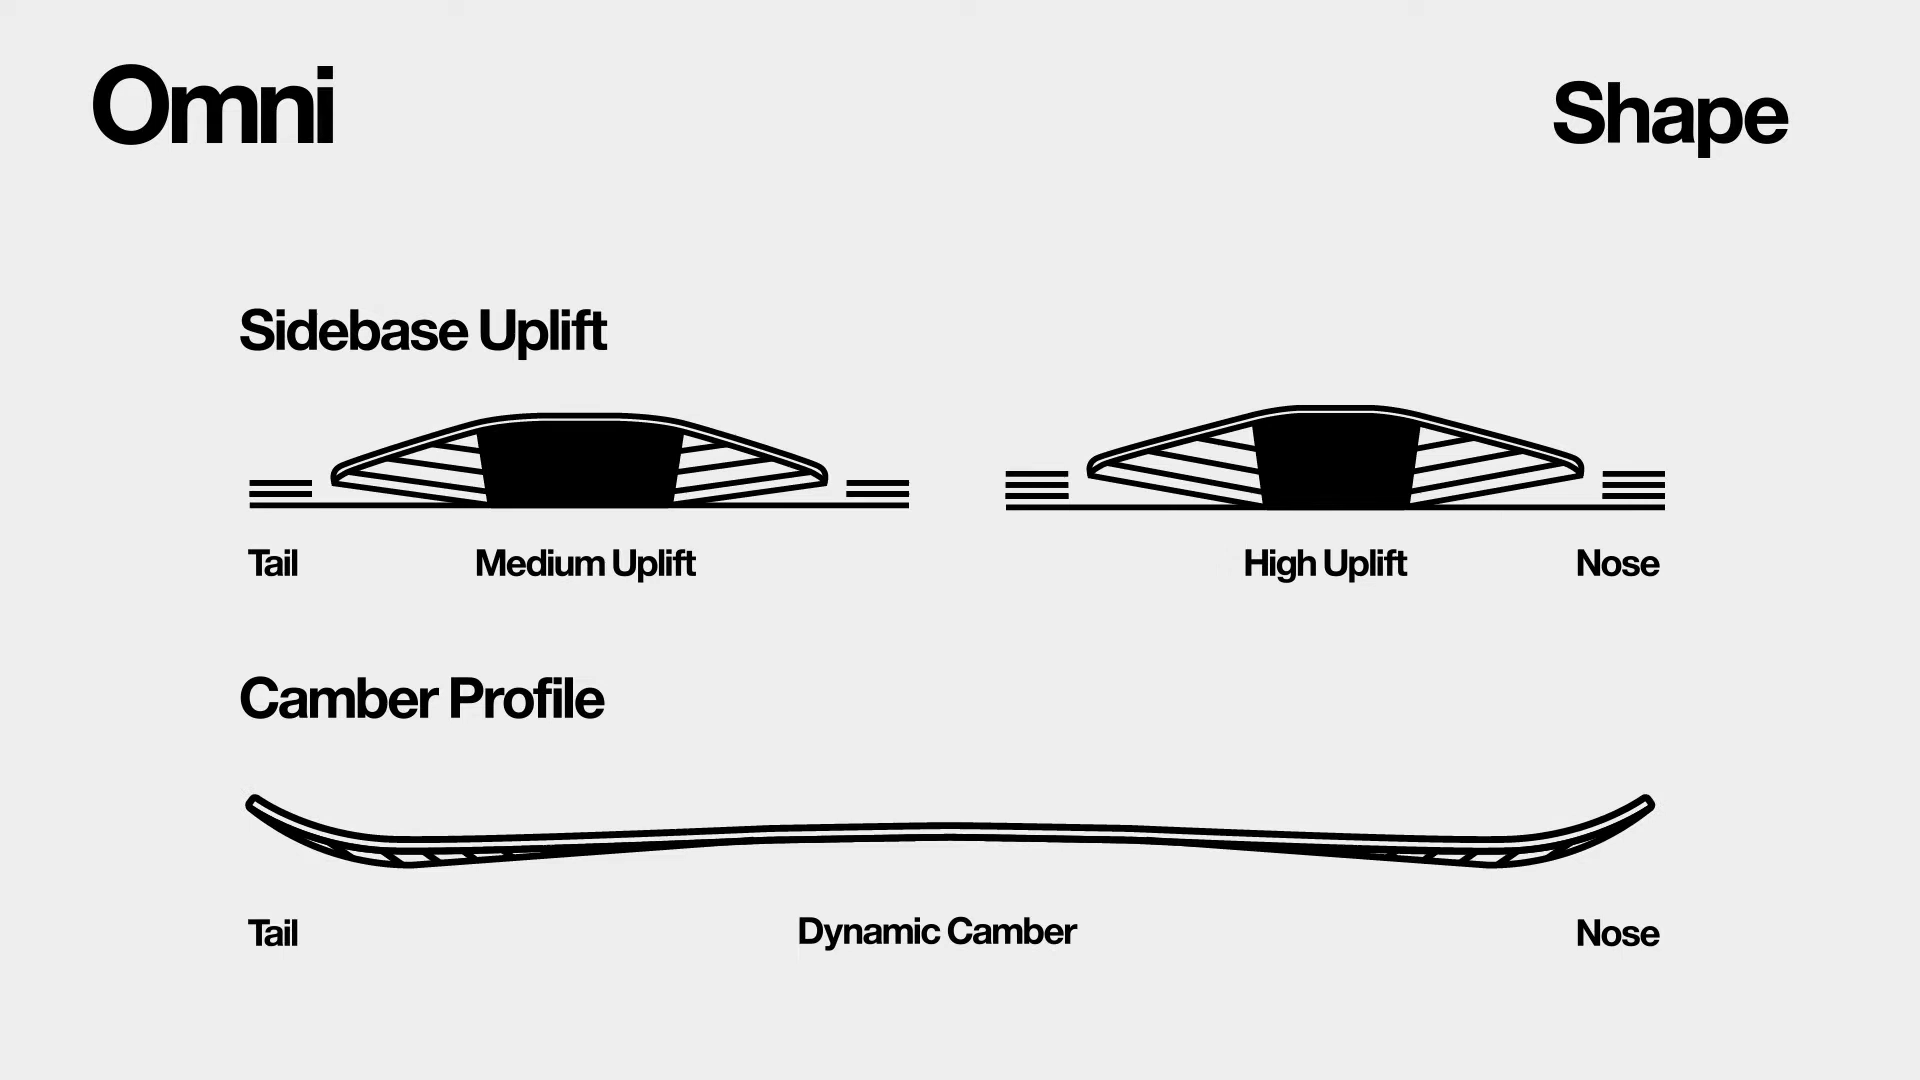 Omni
Shape
Sidebase Uplift
Tail
Medium Uplift
High Uplift
Nose
Camber Profile
Tail
Dynamic Camber
Nose